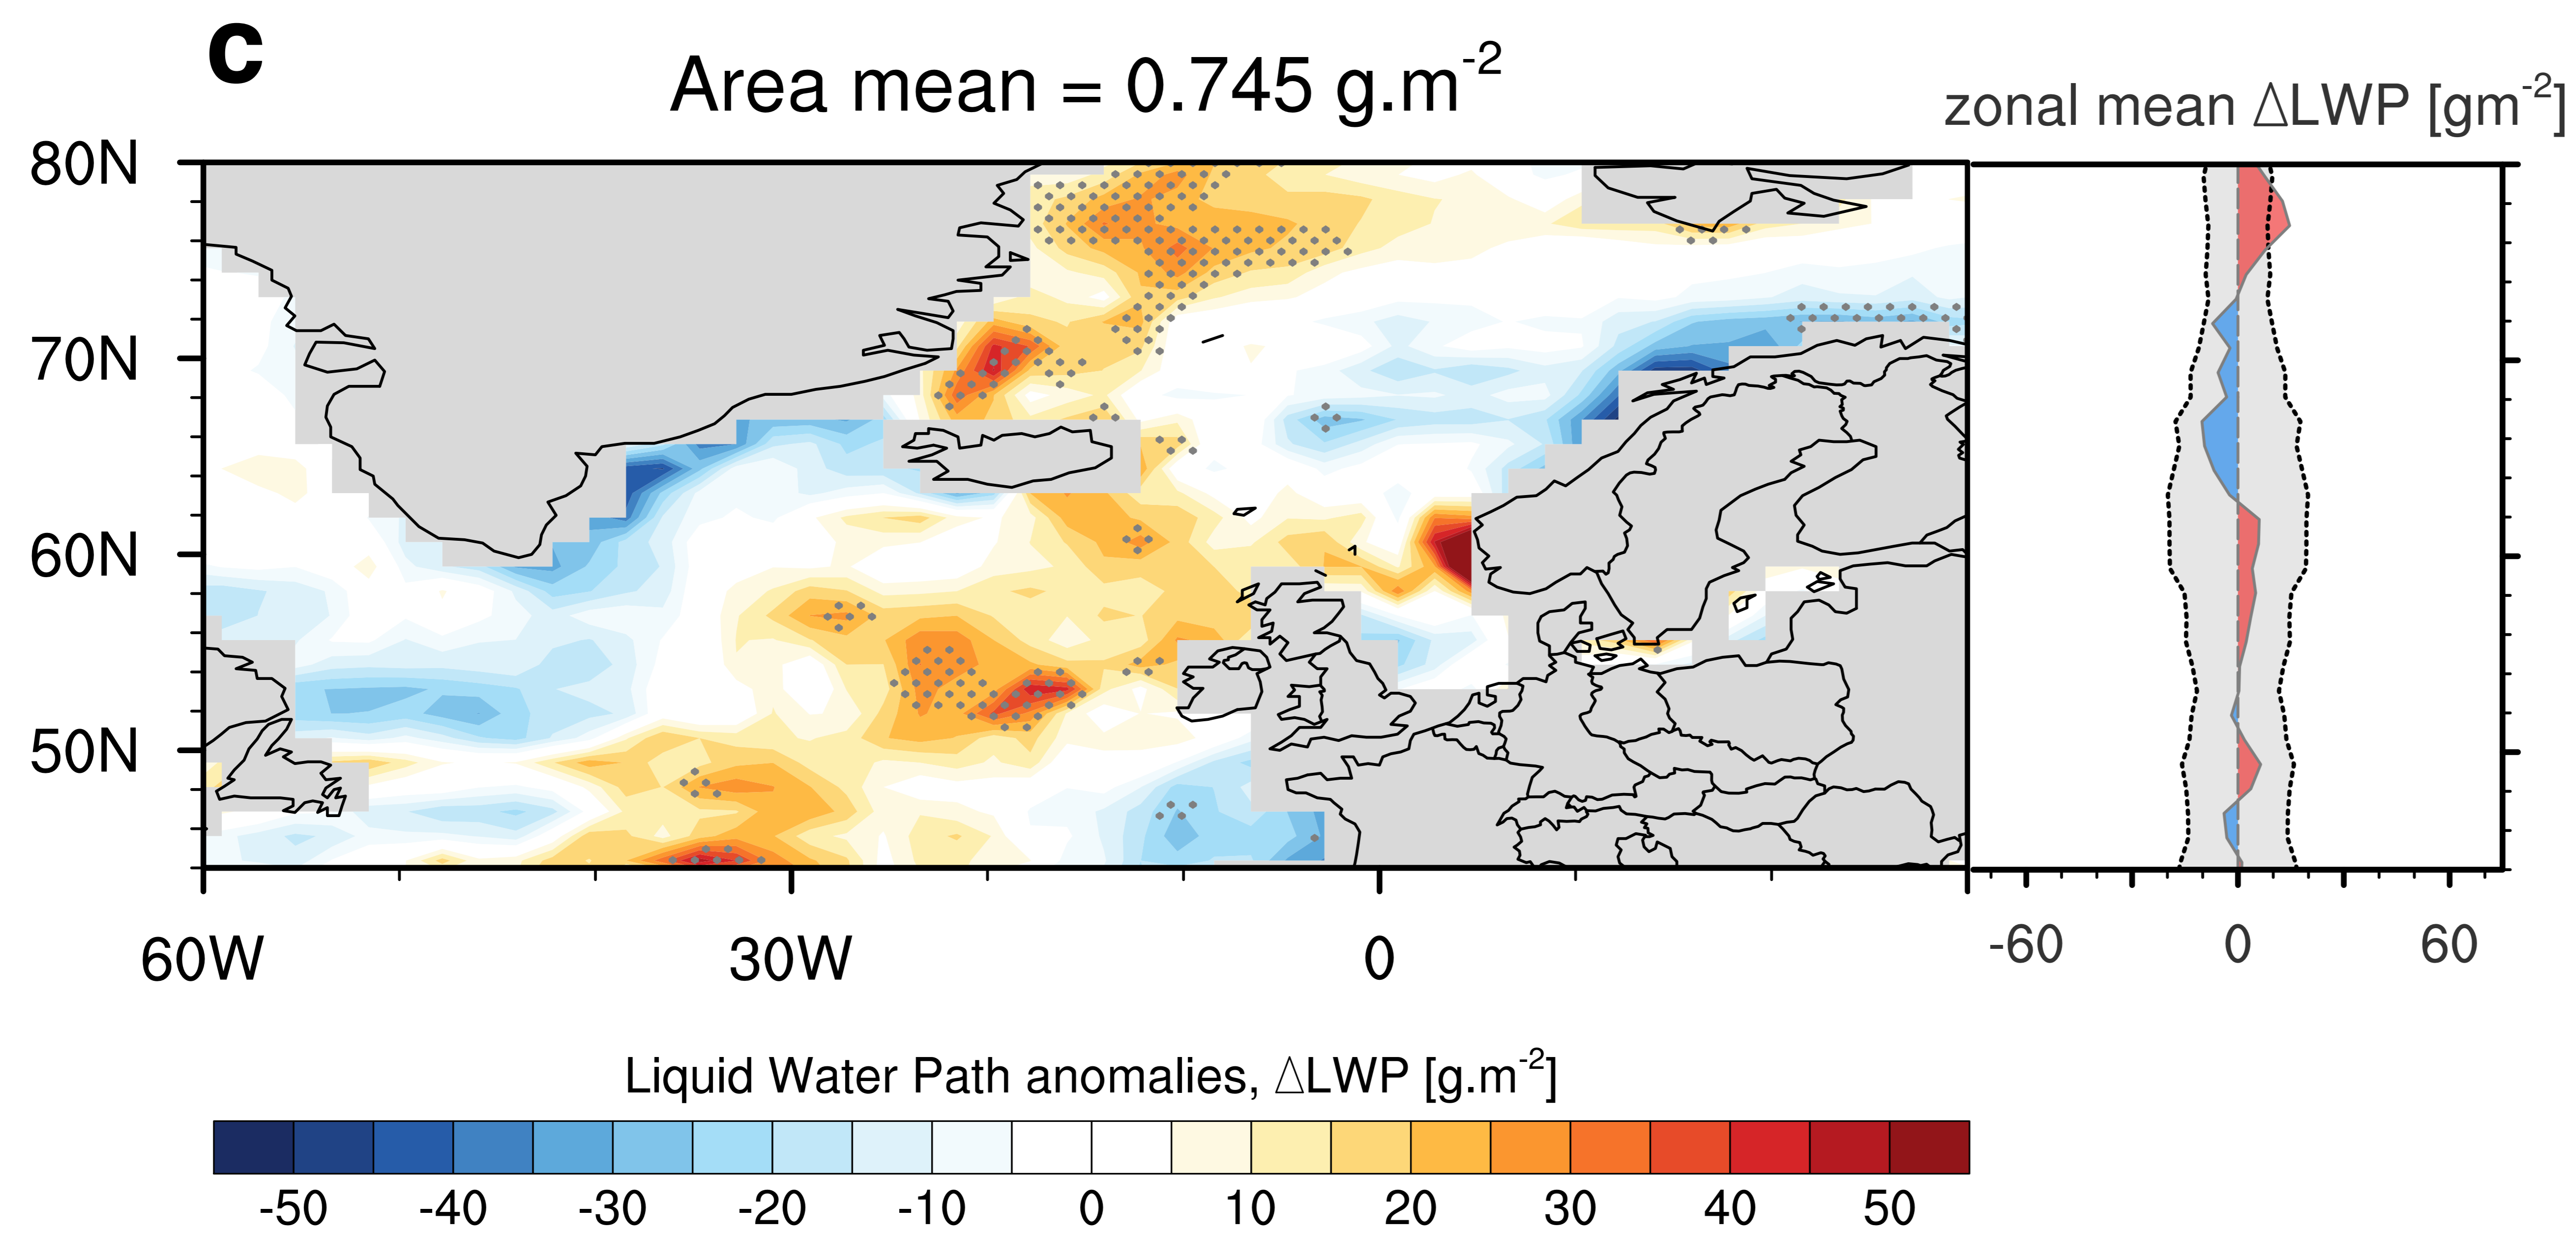 c
Area mean = 0.745 g.m-2
zonal mean ΔLWP [gm-2]
80N
70N
60N
50N
60W 30W 0
-60 0 60
Liquid Water Path anomalies, ΔLWP [g.m-2]
-50 -40 -30 -20 -10 0 10 20 30 40 50